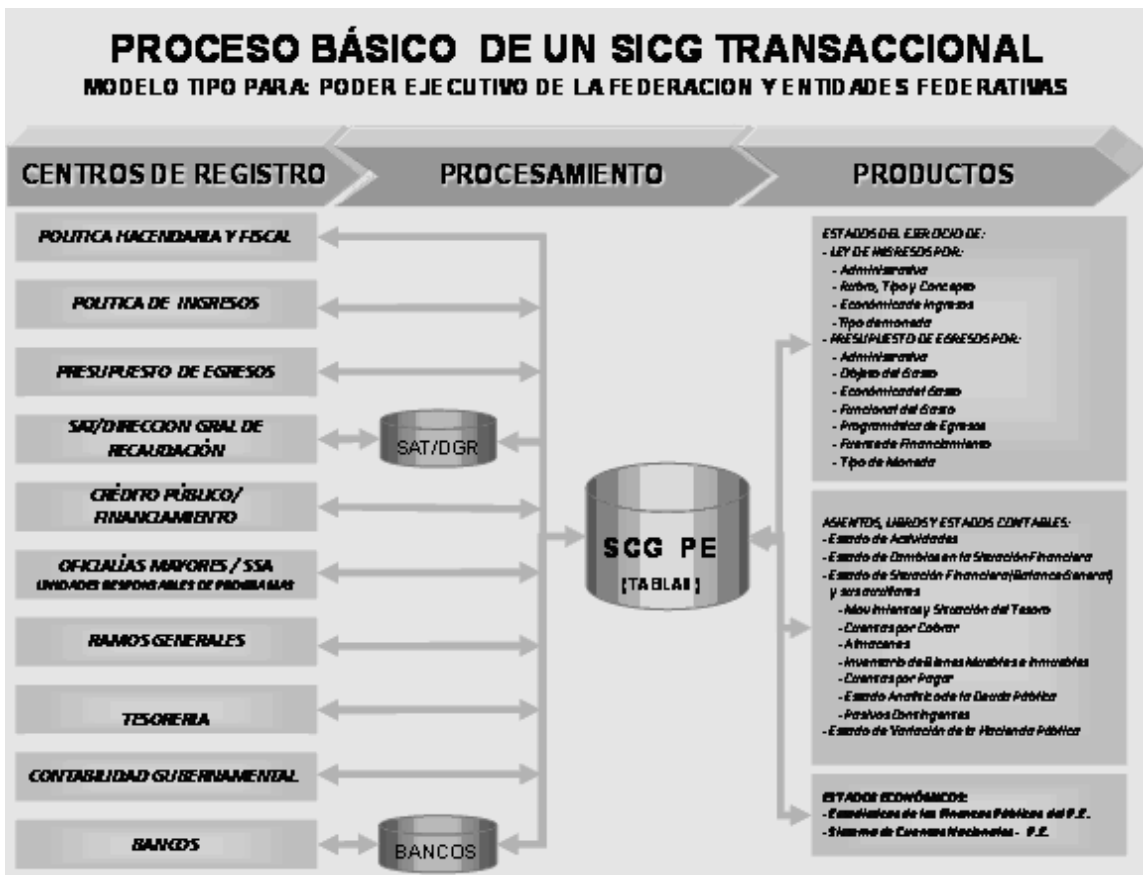 PROCESO BÁSICO DE UN SICG TRANSACCIONAL
MODELO TIPO PARA: PODER EJECUTIVO DE LA FEDERACION Y ENTIDADES FEDERATIVAS
CENTROS DE REGISTRO
PROCESAMIENTO
PRODUCTOS
POLITICA HACENDARIA Y FISCAL
POLITICA DE INGRESOS
PRESUPUESTO DE EGRESOS
SAT/DIRECCION GRAL DE
RECAUDACIÓN
CRÉDITO PÚBLICO/
FINANCIAMIENTO
OFICIALÍAS MAYORES / SSA
UNIDADES RESPONSABLES DE PROGRAMAS
RAMOS GENERALES
TESORERIA
CONTABILIDAD GUBERNAMENTAL
BANCOS
SAT/DGR
BANCOS
SCG PE
(TABLAS)
ESTADOS DEL EJERCICIO DE:
- LEY DE INGRESOS POR:
- Administrativa
- Rubro, Tipo y Concepto
- Económica de Ingresos
- Tipo de moneda
- PRESUPUESTO DE EGRESOS POR:
- Administrativa
- Objeto del Gasto
- Económica del Gasto
- Funcional del Gasto
- Programática de Egresos
- Fuente de Financiamiento
- Tipo de Moneda
ASIENTOS, LIBROS Y ESTADOS CONTABLES:
- Estado de Actividades
- Estado de Cambios en la Situación Financiera
- Estado de Situación Financiera (Balance General)
y sus auxiliares
- Movimientos y Situación del Tesoro
- Cuentas por Cobrar
- Almacenes
- Inventario de Bienes Muebles e Inmuebles
- Cuentas por Pagar
- Estado Analítico de la Deuda Pública
- Pasivos Contingentes
- Estado de Variación de la Hacienda Pública
ESTADOS ECONÓMICOS:
- Estadísticas de las Finanzas Públicas del P.E.
- Sistema de Cuentas Nacionales - P.E.